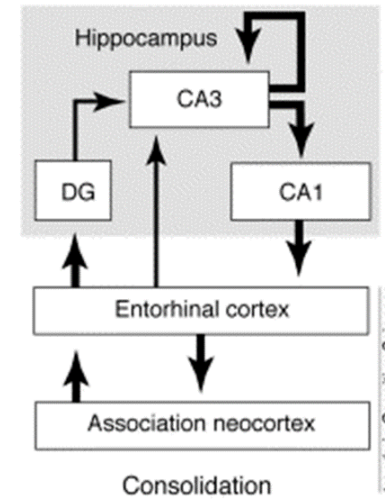 Hippocampus
CA3
DG
CA1
Entorhinal cortex
Association neocortex
Consolidation